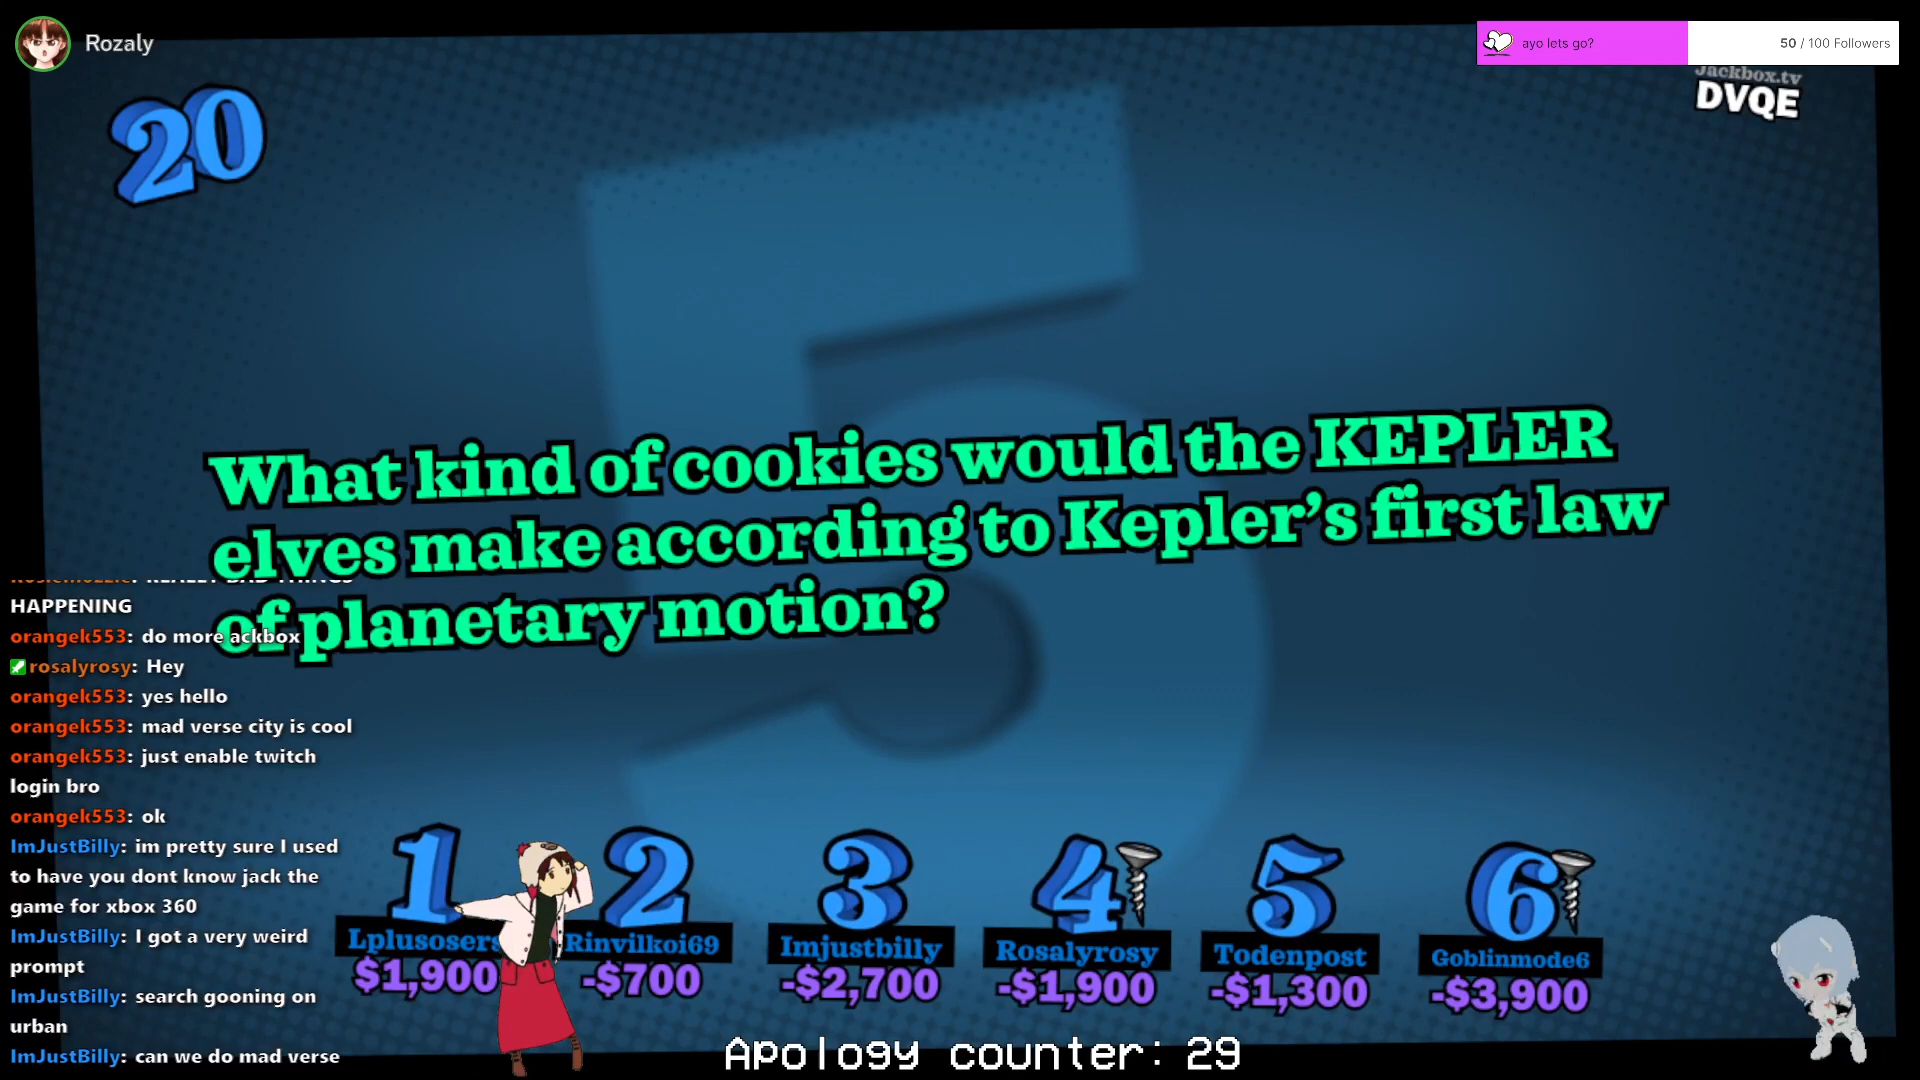 Rozaly
ayo lets go?
50 / 100 Followers
Jackbox.tv
DVQE
20
5
What kind of cookies would the KEPLER
elves make according to Kepler's first law
of planetary motion?
HAPPENING
orangek553: do more ackbox
rosalyrosy: Hey
orangek553: yes hello
orangek553: mad verse city is cool
orangek553: just enable twitch
login bro
orangek553: ok
ImJustBilly: im pretty sure I used
to have you dont know jack the
game for xbox 360
ImJustBilly: I got a very weird
prompt
ImJustBilly: search gooning on
urban
ImJustBilly: can we do mad verse
1 2 3 4 5 6
Lplusosers Rinvilkoi69 Imjustbilly Rosalyrosy Todenpost Goblinmode6
$1,900 -$700 -$2,700 -$1,900 -$1,300 -$3,900
Apology counter: 29